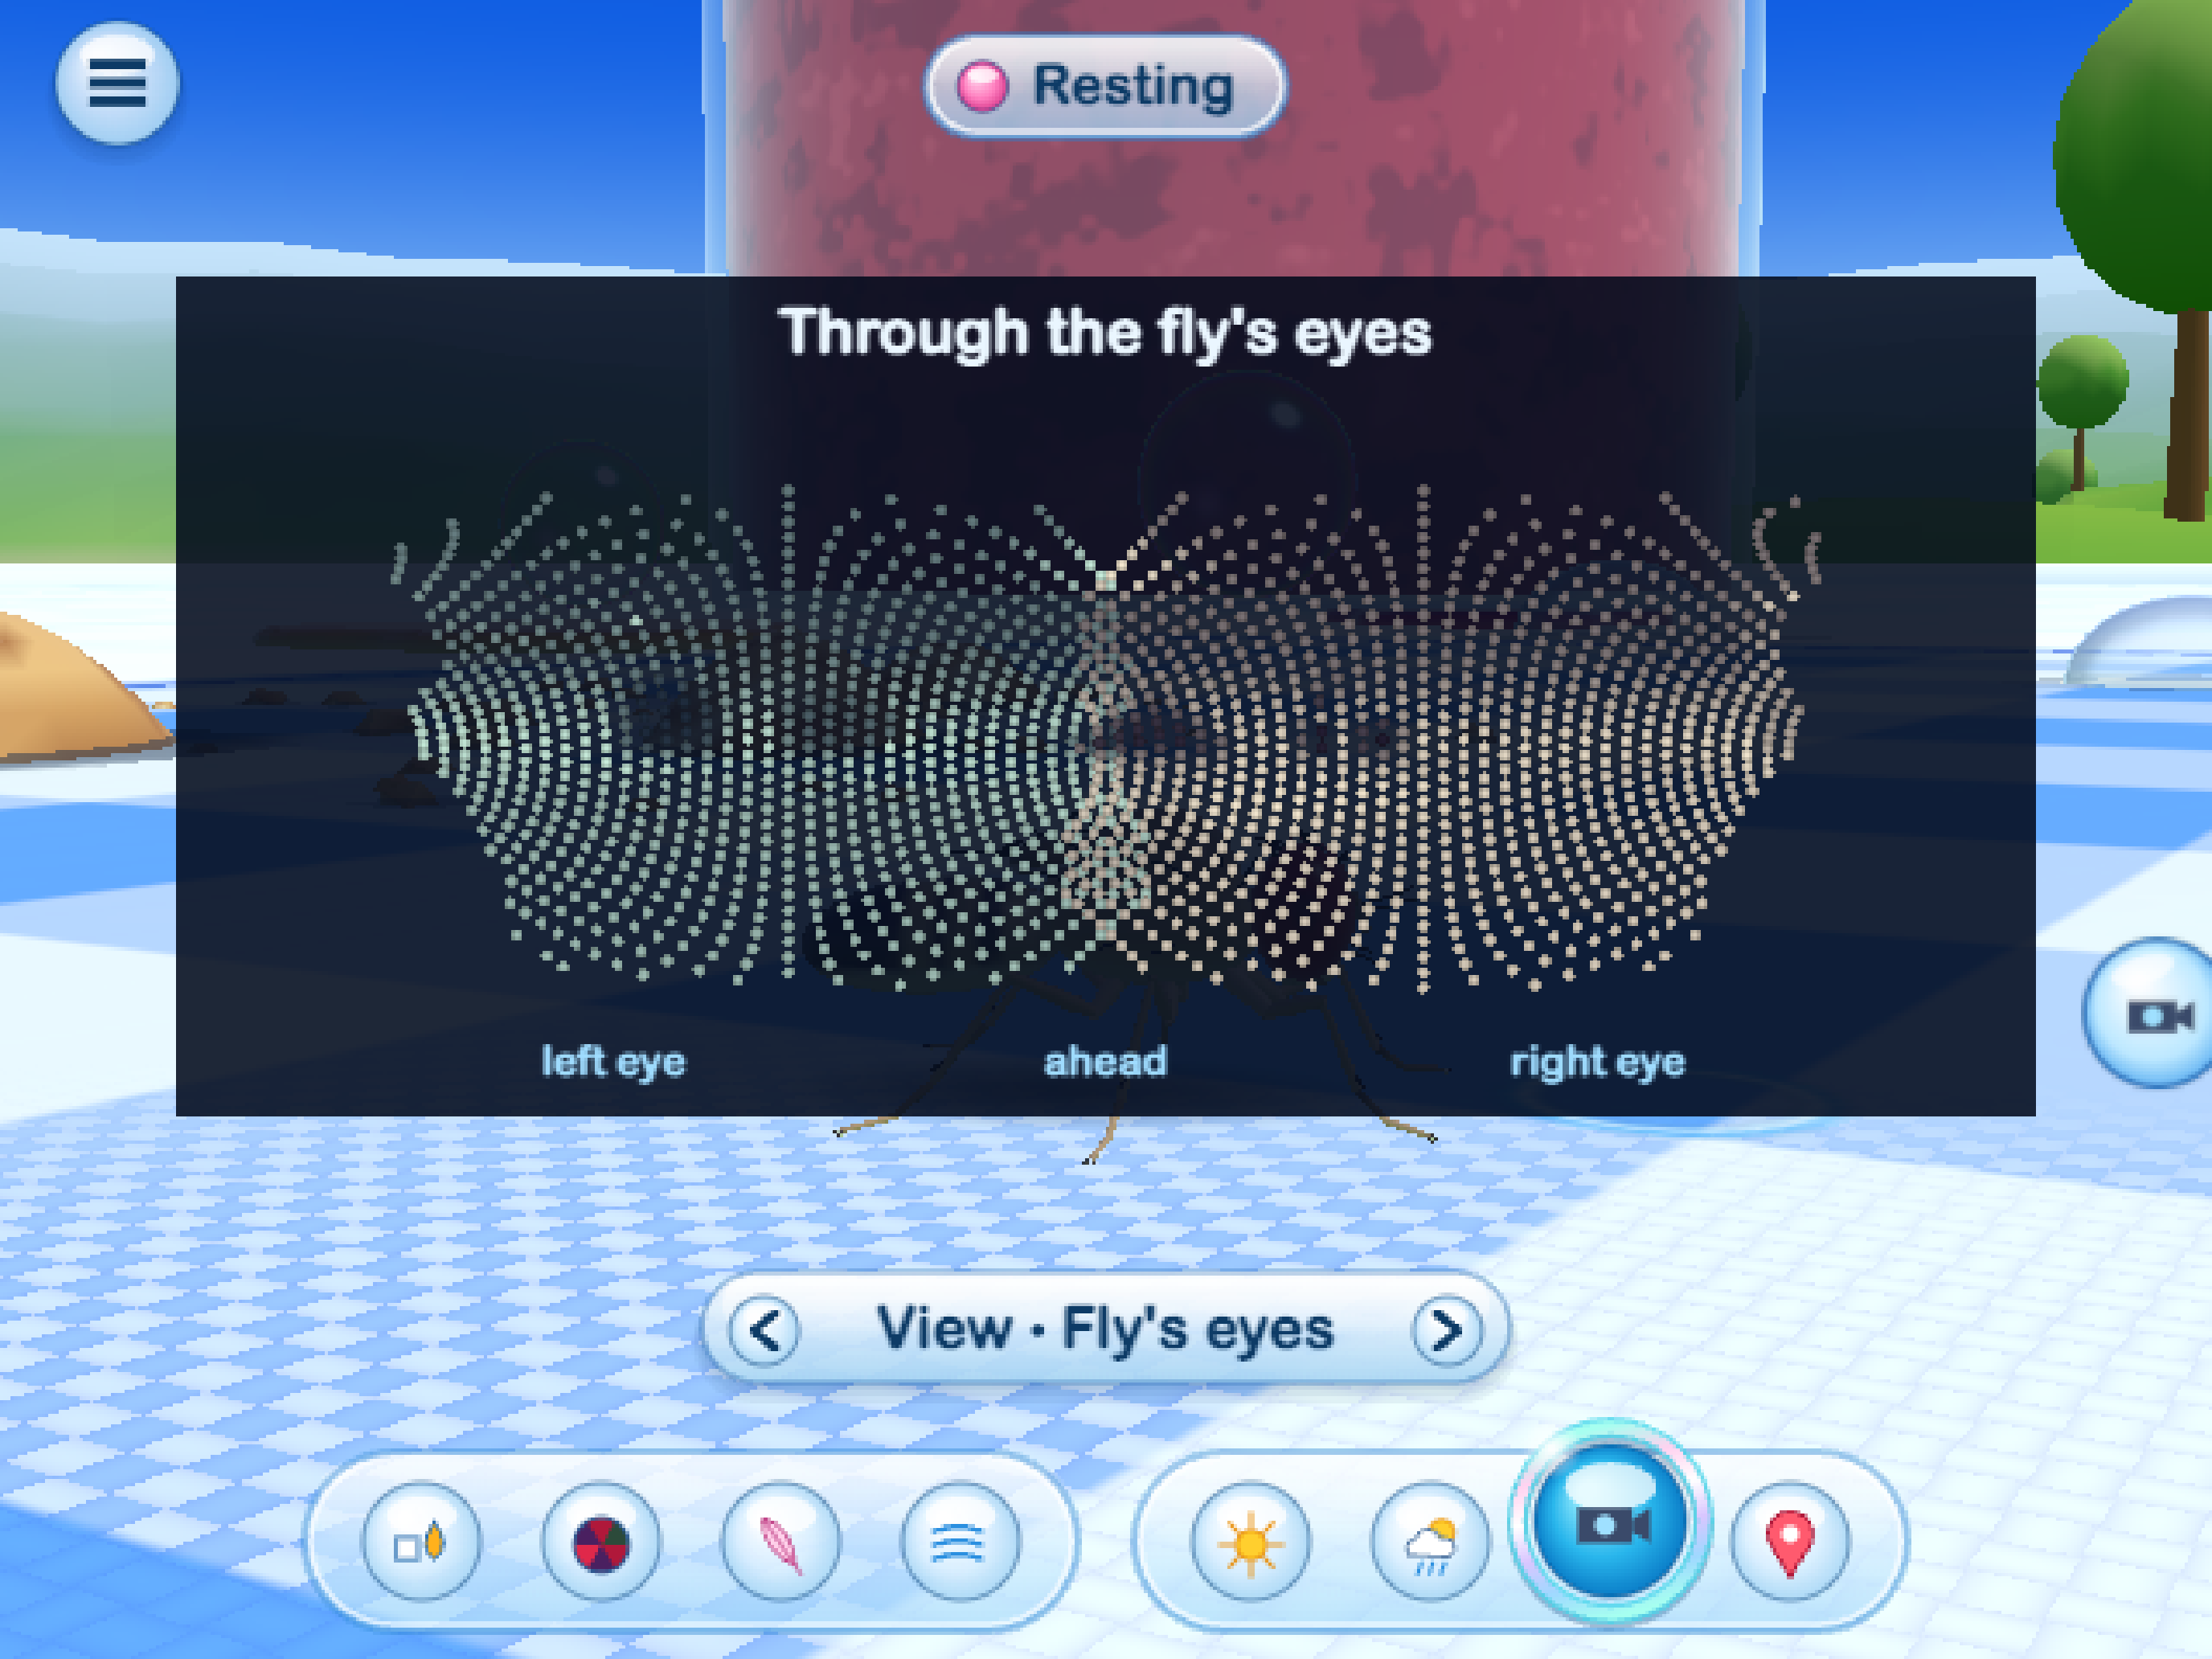 Resting
Through the fly's eyes
left eye
ahead
right eye
View · Fly's eyes